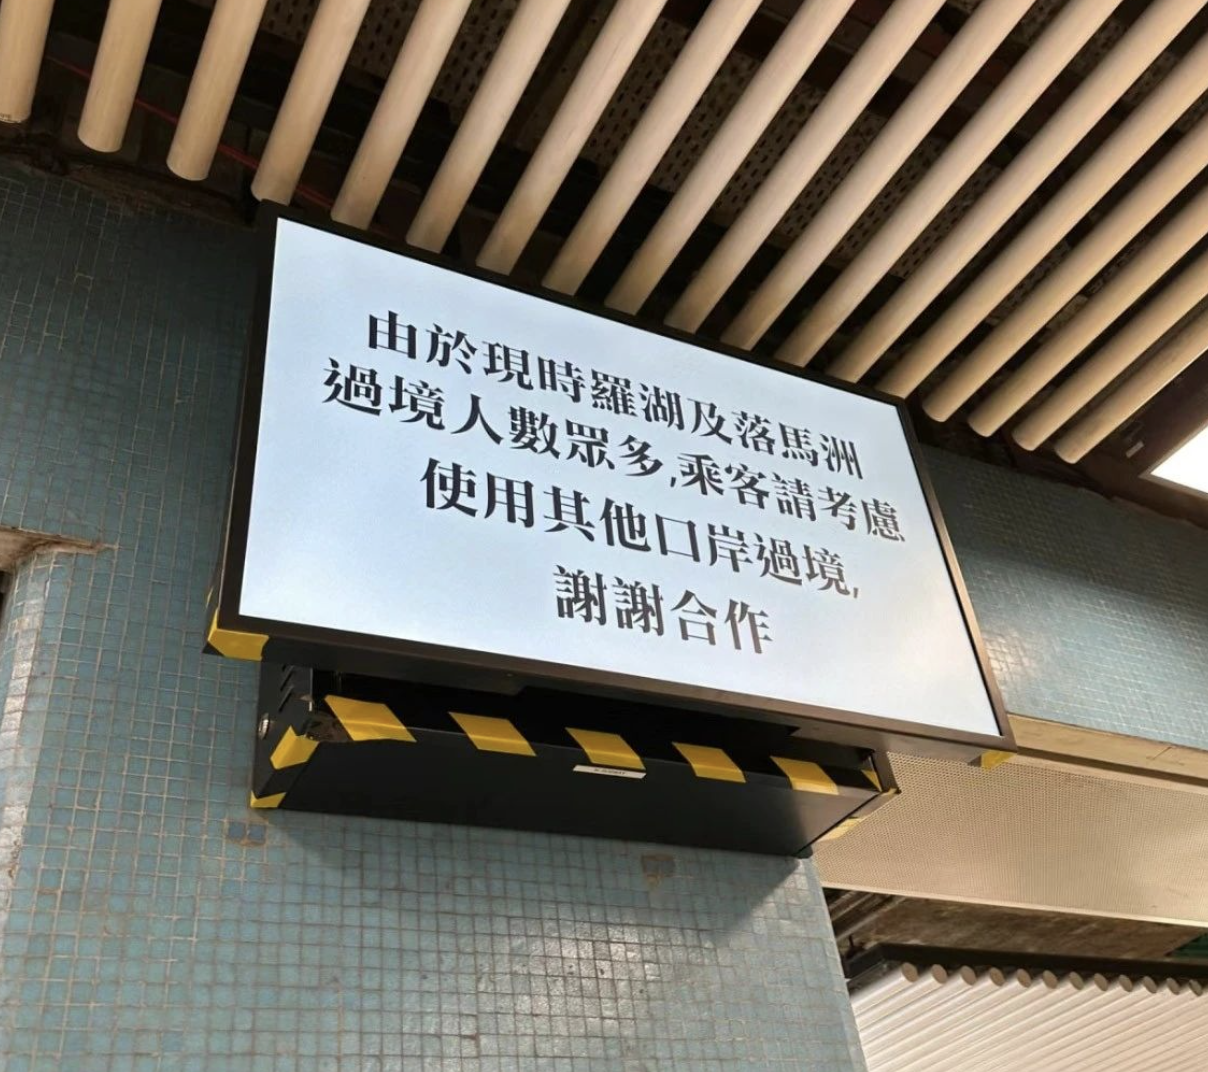 由於現時羅湖及落馬洲
過境人數眾多,乘客請考慮
使用其他口岸過境,
謝謝合作